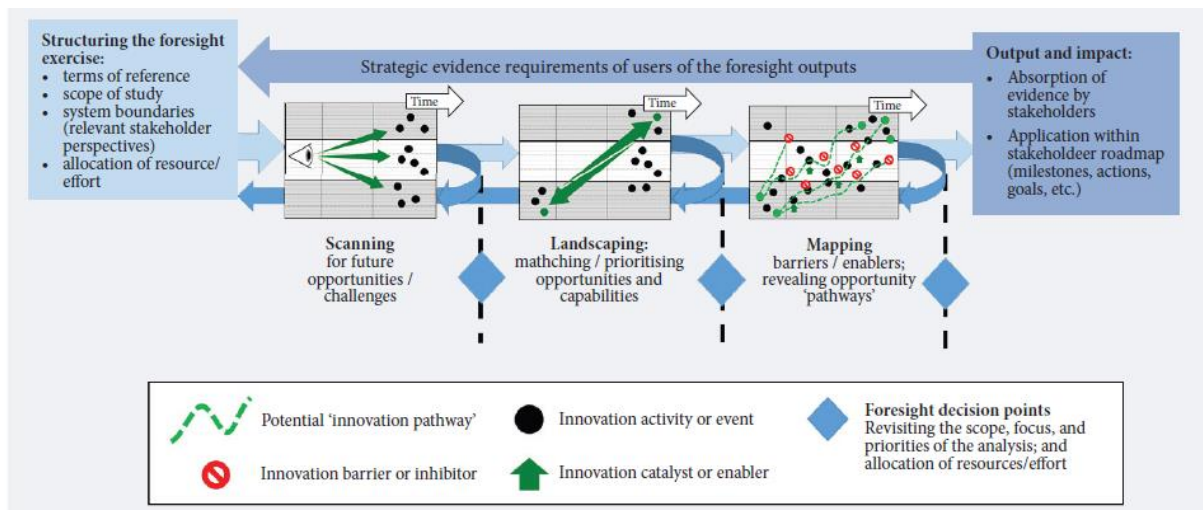 Structuring the foresight
exercise:
• terms of reference
• scope of study
• system boundaries
(relevant stakeholder
perspectives)
• allocation of resource/
effort
Strategic evidence requirements of users of the foresight outputs
Output and impact:
• Absorption of
evidence by
stakeholders
• Application within
stakeholdeer roadmap
(milestones, actions,
goals, etc.)
Time
Time
Time
Scanning
for future
opportunities /
challenges
Landscaping:
mathching / prioritising
opportunities and
capabilities
Mapping
barriers / enablers;
revealing opportunity
‘pathways’
Potential ‘innovation pathway’
Innovation activity or event
Innovation barrier or inhibitor
Innovation catalyst or enabler
Foresight decision points
Revisiting the scope, focus, and
priorities of the analysis; and
allocation of resources/effort